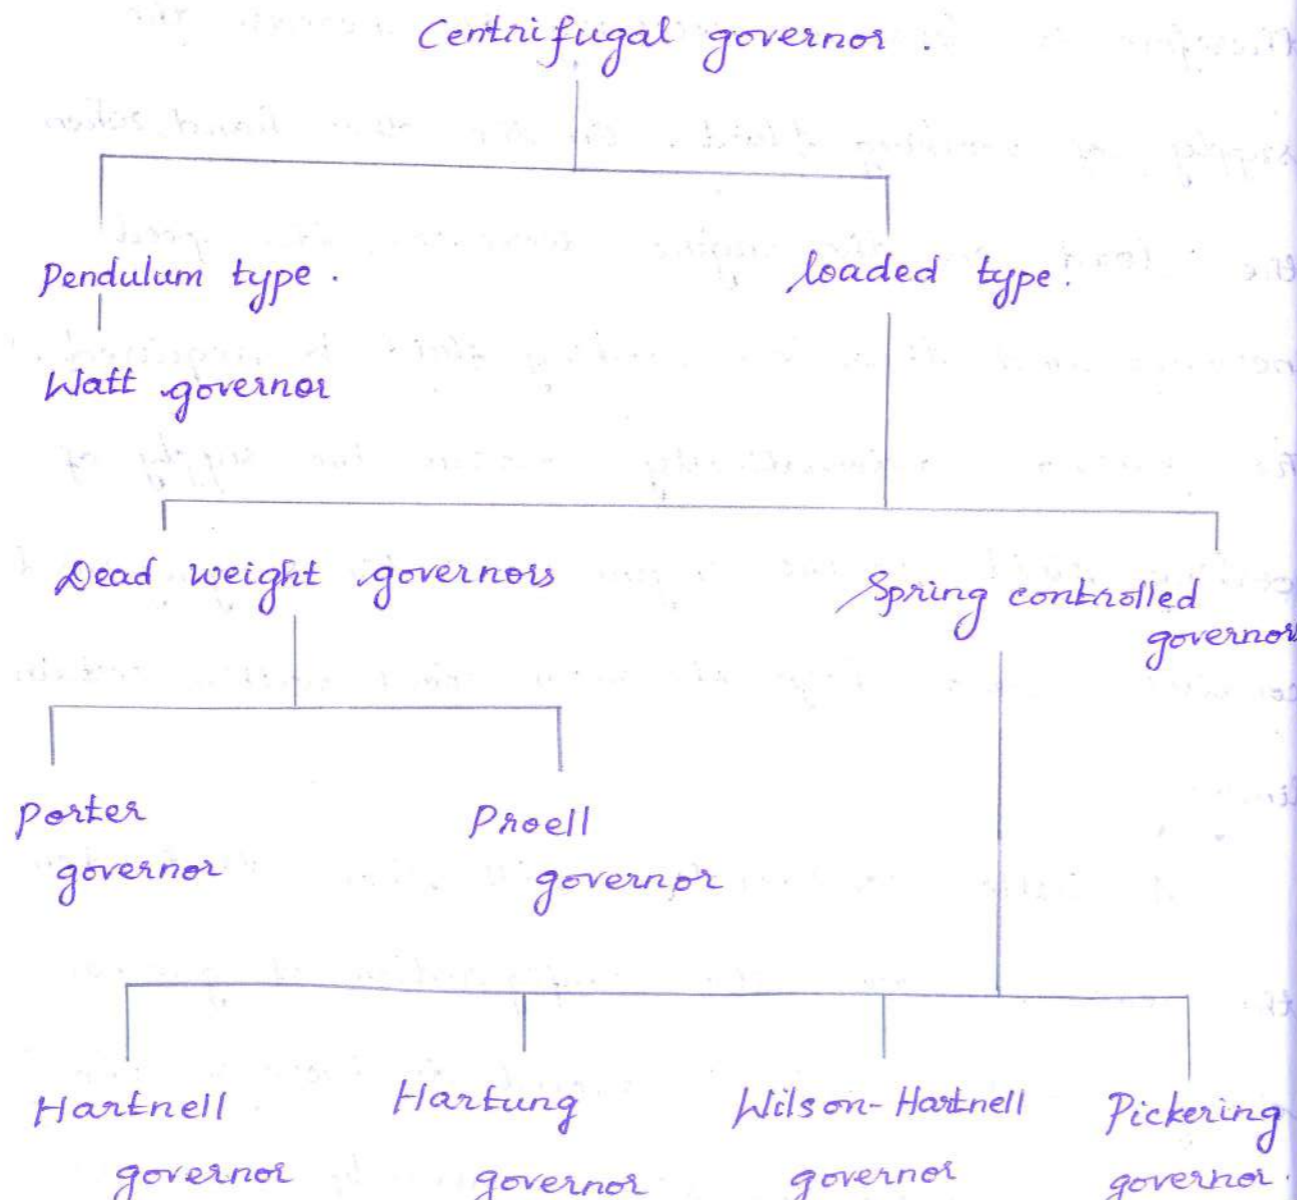 Centrifugal governor .
Pendulum type .
loaded type .
Watt governor
Dead weight governors
Spring controlled
governors
Porter
governor
Proell
governor
Hartnell
governor
Hartung
governor
Wilson-Hartnell
governor
Pickering
governor .